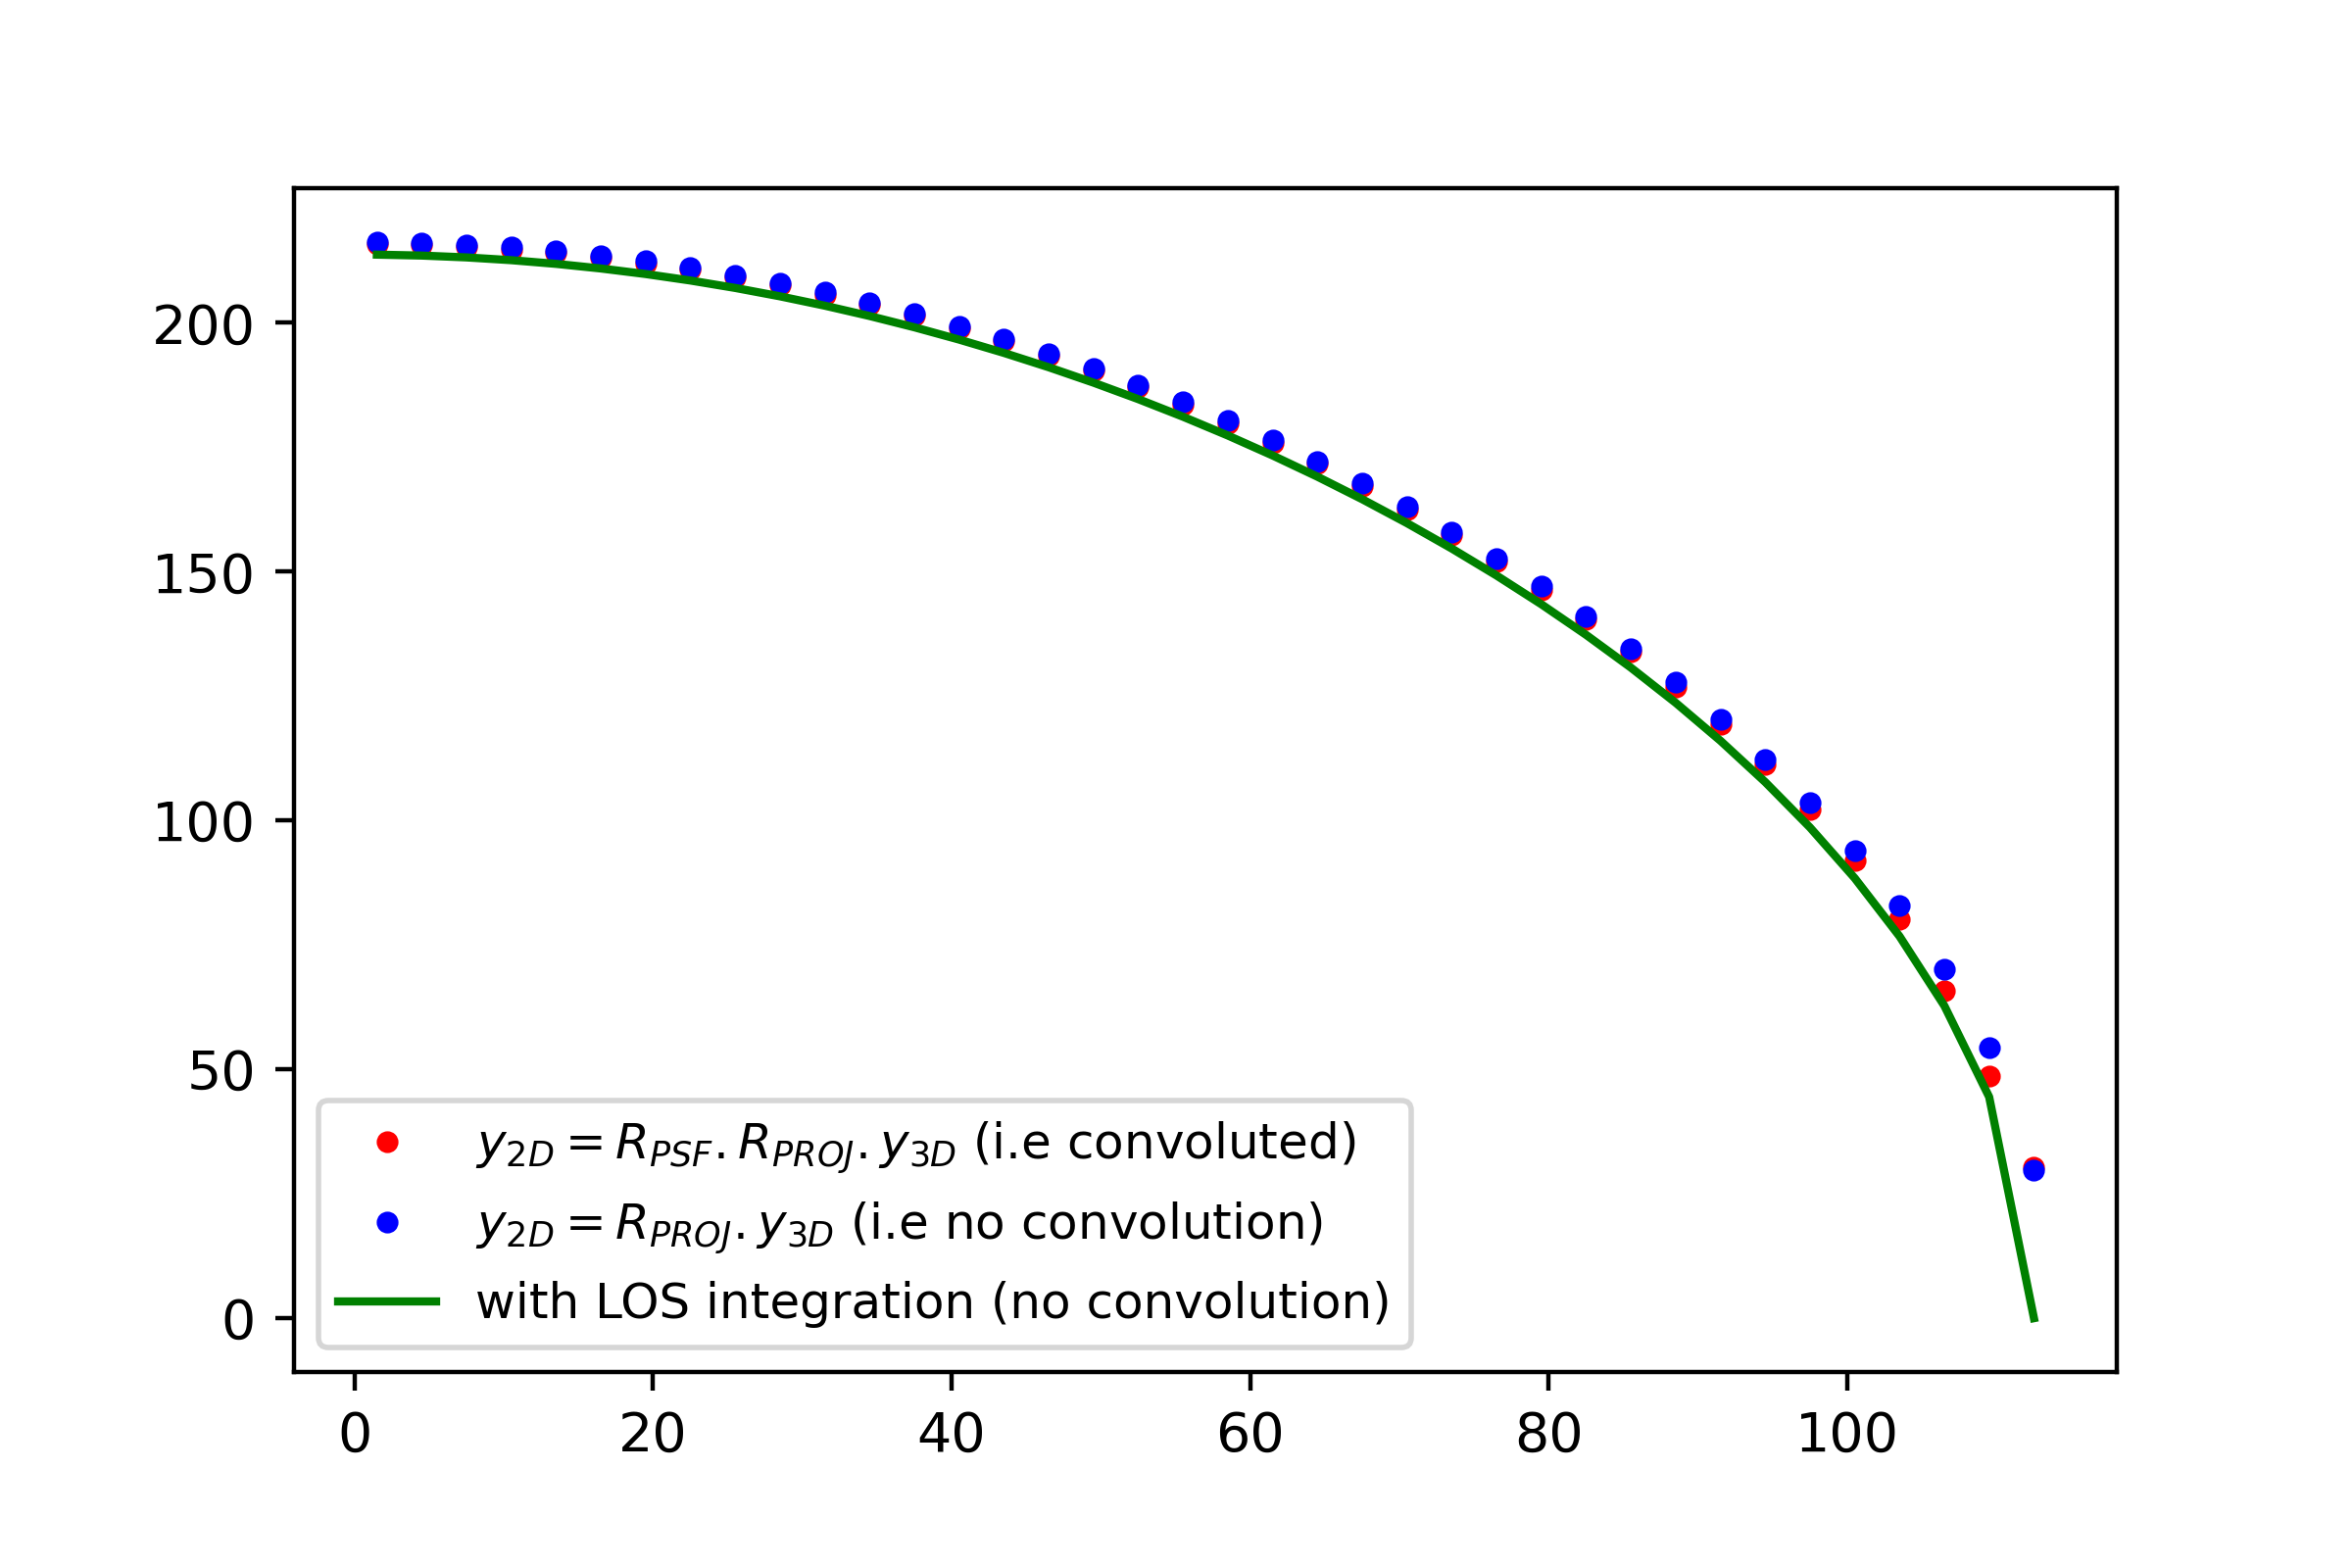 200
150
100
50
0
y2D = RPSF. RPROJ. y3D (i.e convoluted)
y2D = RPROJ. y3D (i.e no convolution)
with LOS integration (no convolution)
0 20 40 60 80 100